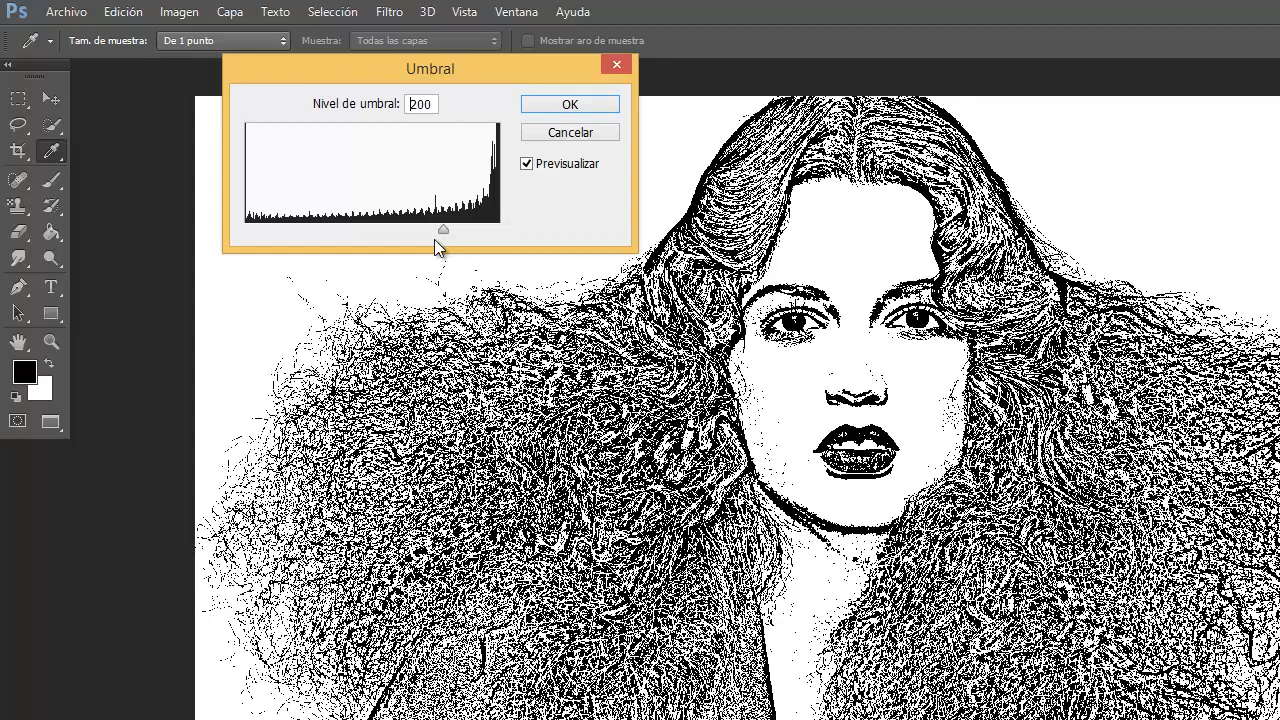 Ps Archivo Edición Imagen Capa Texto Selección Filtro 3D Vista Ventana Ayuda
Tam. de muestra: De 1 punto Muestra: Todas las capas Mostrar aro de muestra
Umbral
Nivel de umbral: 200 OK
Cancelar
Previsualizar
T